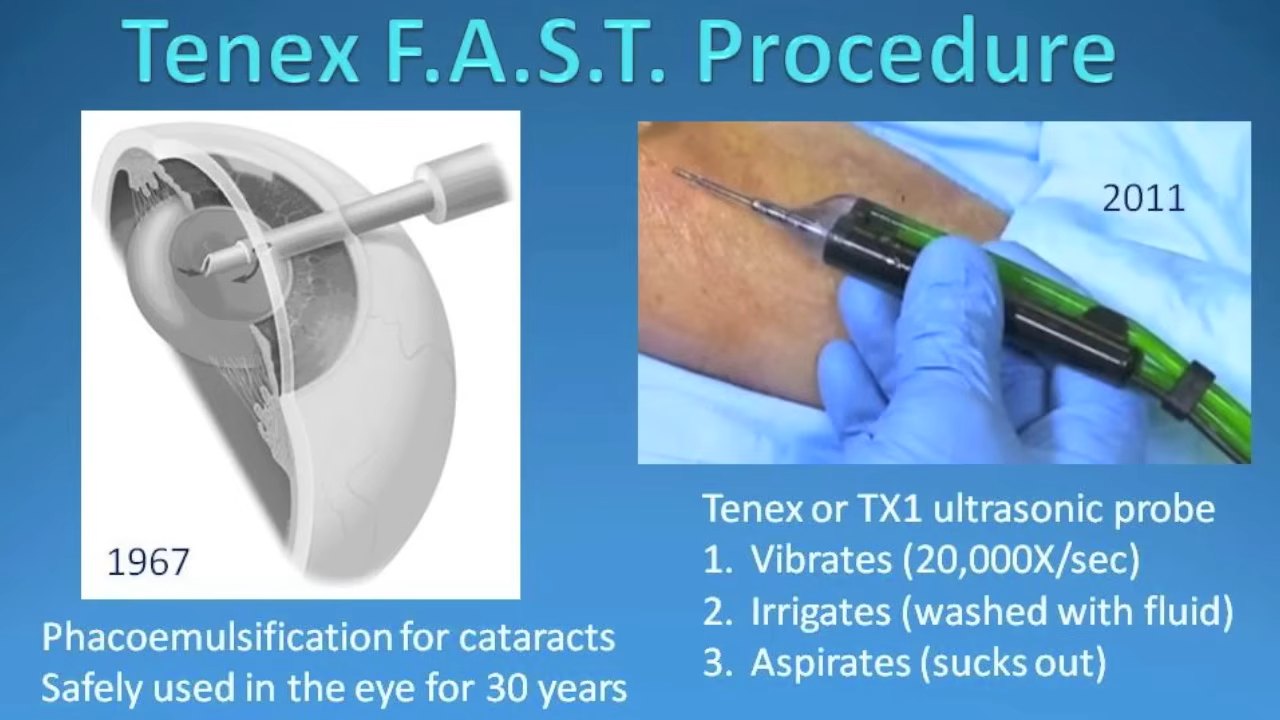 Tenex F.A.S.T. Procedure
1967
Phacoemulsification for cataracts
Safely used in the eye for 30 years
2011
Tenex or TX1 ultrasonic probe
1. Vibrates (20,000X/sec)
2. Irrigates (washed with fluid)
3. Aspirates (sucks out)